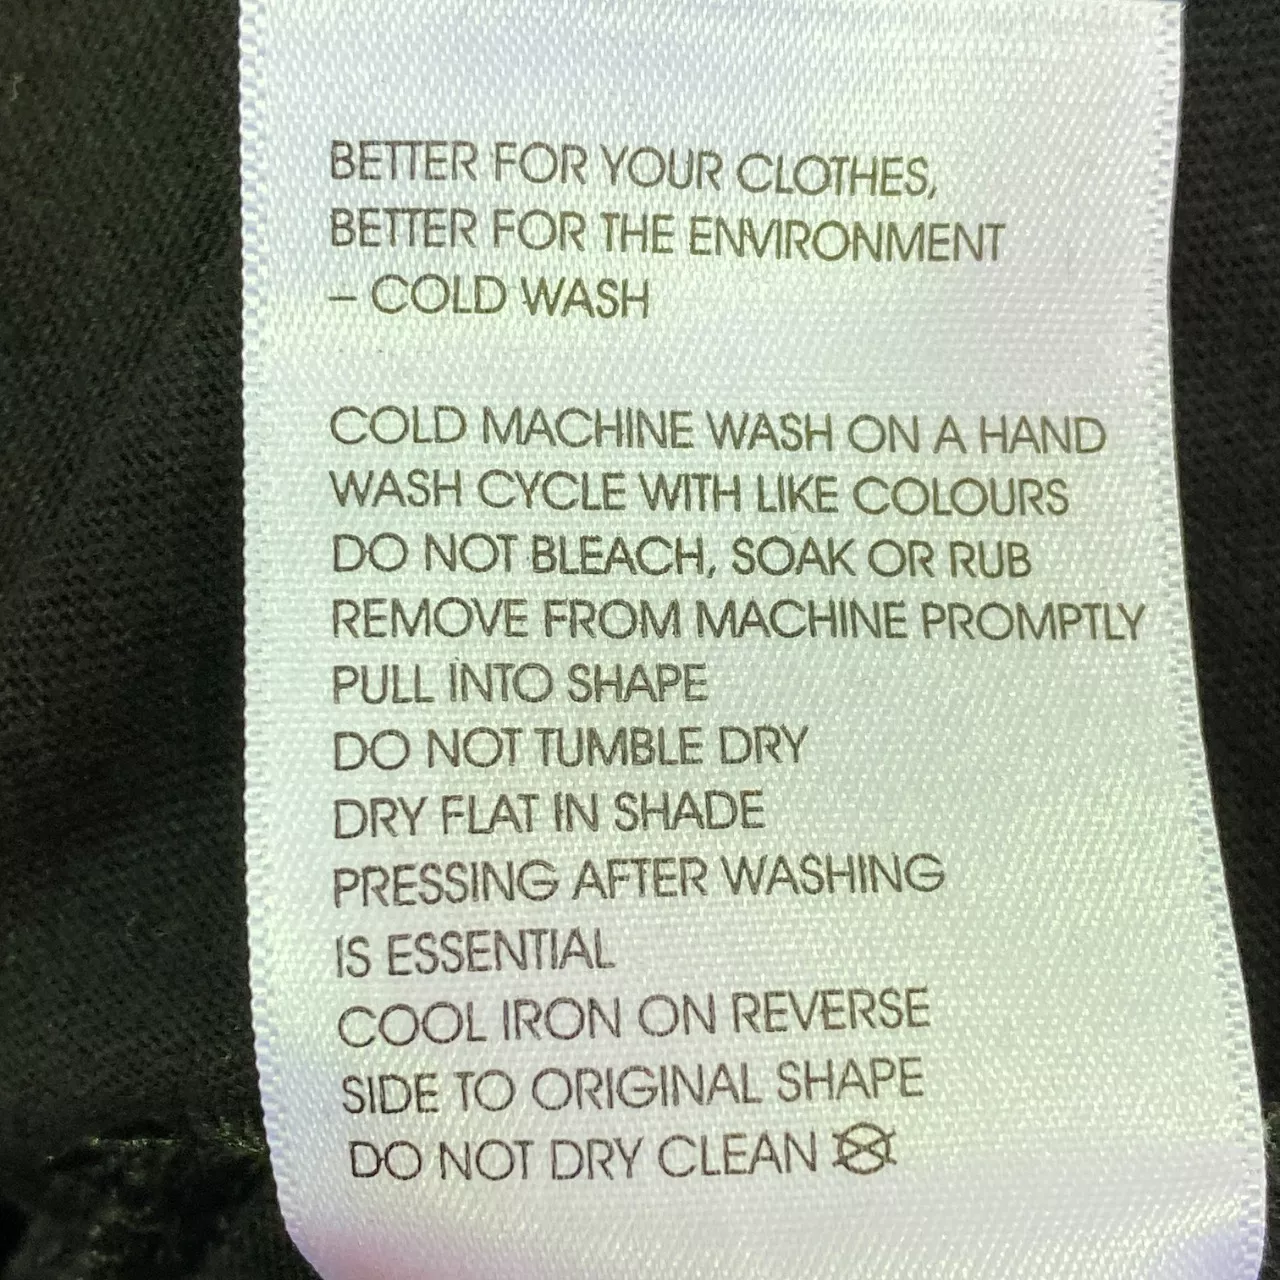 BETTER FOR YOUR CLOTHES,
BETTER FOR THE ENVIRONMENT
– COLD WASH
COLD MACHINE WASH ON A HAND
WASH CYCLE WITH LIKE COLOURS
DO NOT BLEACH, SOAK OR RUB
REMOVE FROM MACHINE PROMPTLY
PULL INTO SHAPE
DO NOT TUMBLE DRY
DRY FLAT IN SHADE
PRESSING AFTER WASHING
IS ESSENTIAL
COOL IRON ON REVERSE
SIDE TO ORIGINAL SHAPE
DO NOT DRY CLEAN